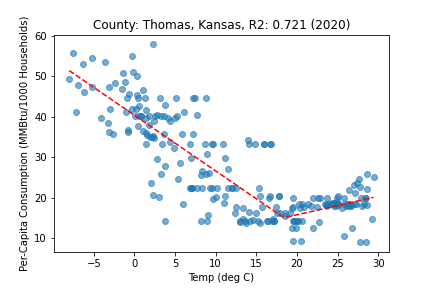 County: Thomas, Kansas, R2: 0.721 (2020)
Per-Capita Consumption (MMBtu/1000 Households)
60
50
40
30
20
10
−5 0 5 10 15 20 25 30
Temp (deg C)